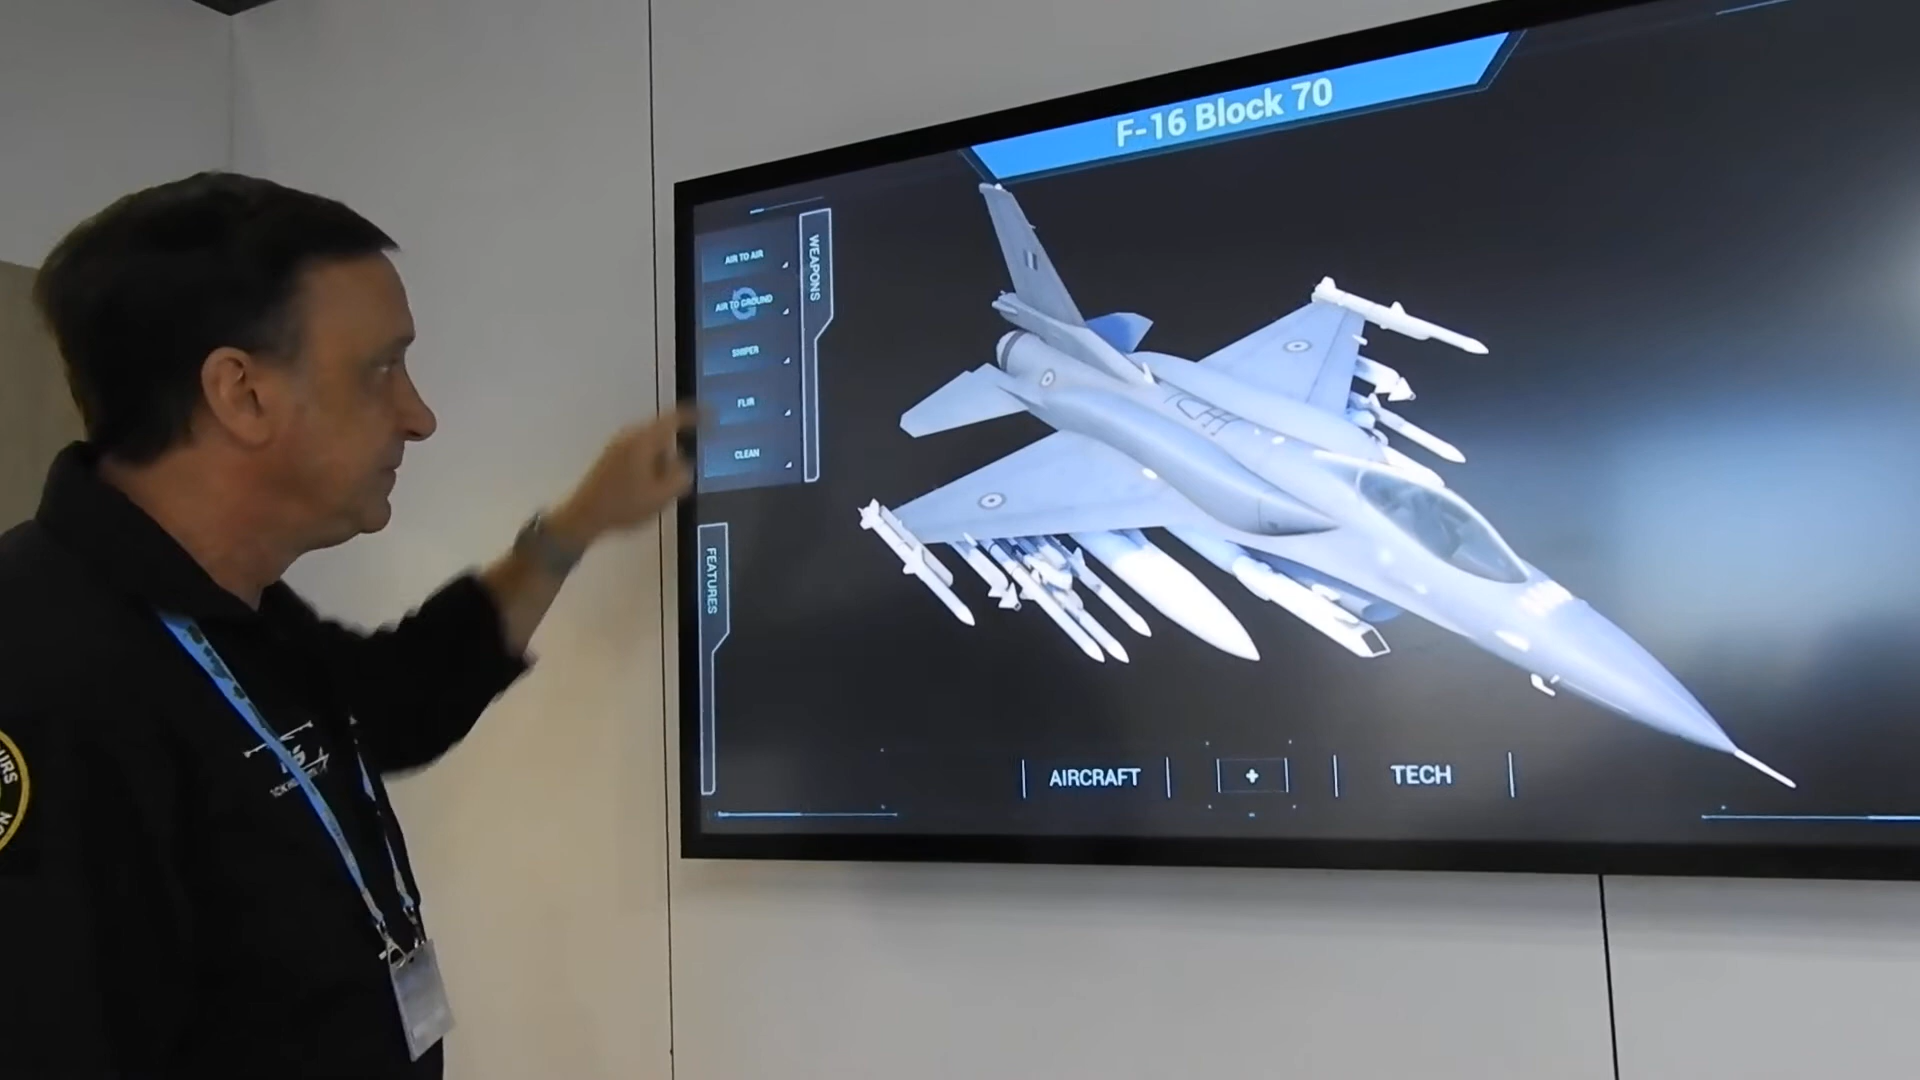 F-16 Block 70
WEAPONS
AIR TO AIR
AIR TO GROUND
SNIPER
FLIR
CLEAN
FEATURES
AIRCRAFT
+
TECH